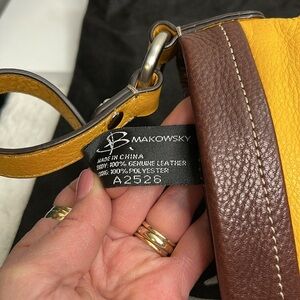 B MAKOWSKY
MADE IN CHINA
BODY: 100% GENUINE LEATHER
LINING: 100% POLYESTER
A2526